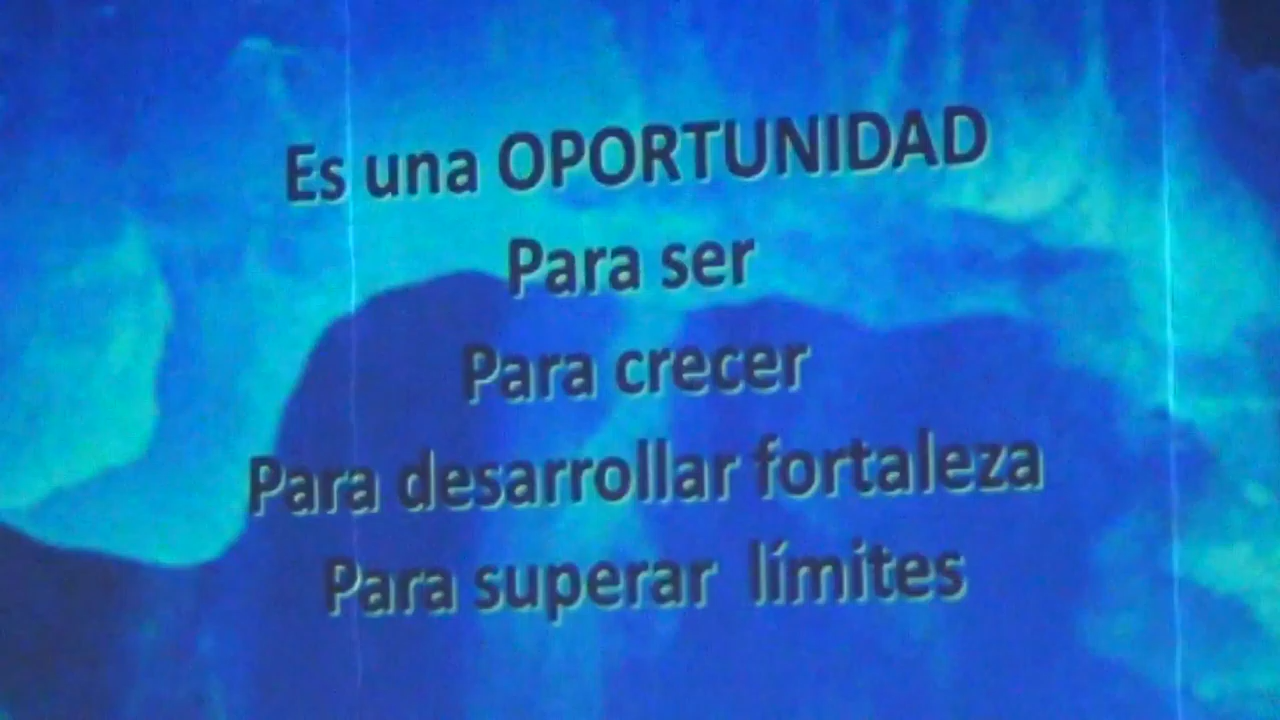 Es una OPORTUNIDAD
Para ser
Para crecer
Para desarrollar fortaleza
Para superar límites